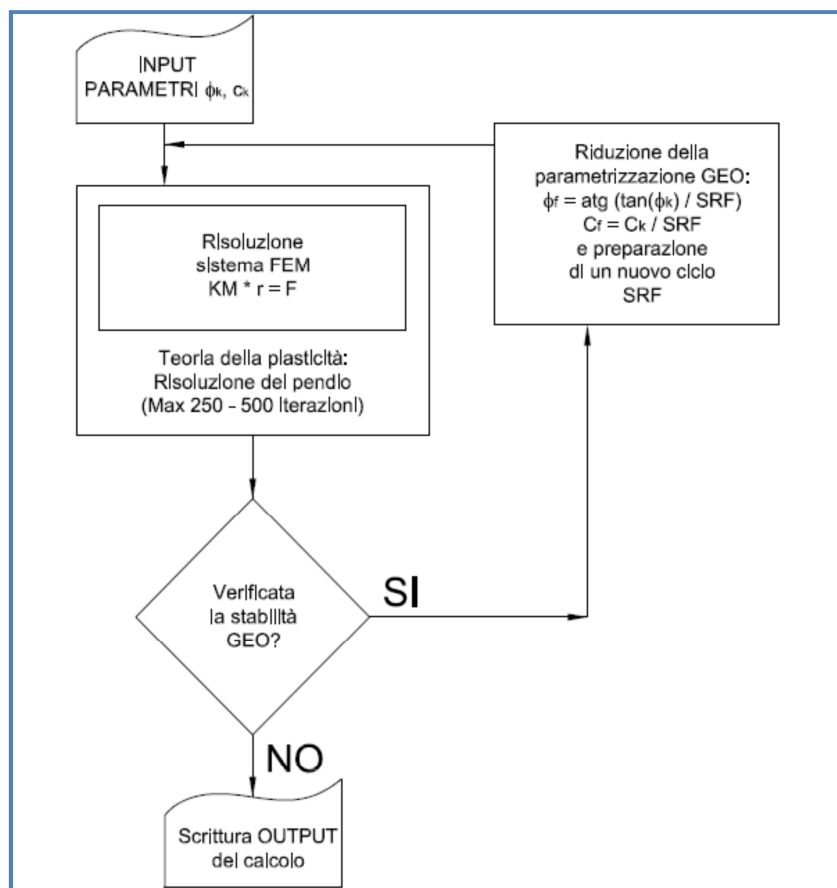 INPUT
PARAMETRI ϕk, ck
Riduzione della
parametrizzazione GEO:
ϕf = atg (tan(ϕk) / SRF)
Cf = Ck / SRF
e preparazione
di un nuovo ciclo
SRF
Risoluzione
sistema FEM
KM * r = F
Teoria della plasticità:
Risoluzione del pendio
(Max 250 - 500 iterazioni)
Verificata
la stabilità
GEO?
SI
NO
Scrittura OUTPUT
del calcolo